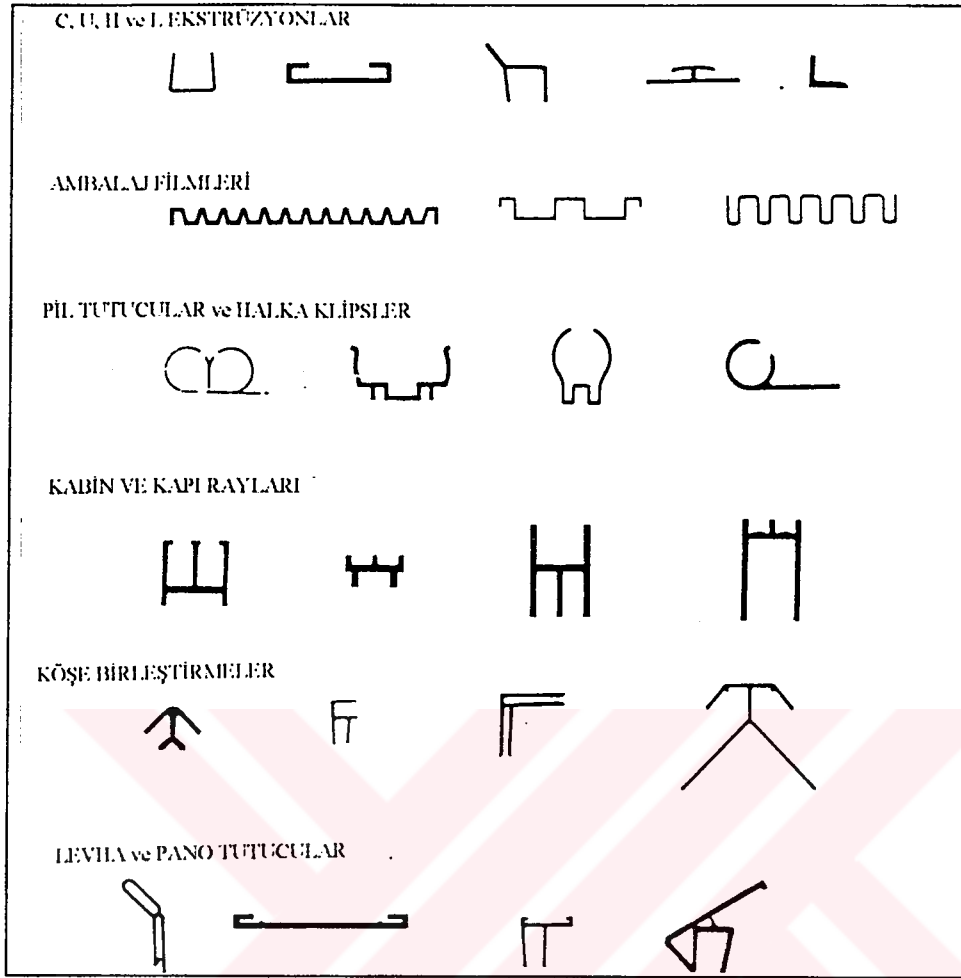 C, U, H ve L EKSTRÜZYONLAR
AMBALAJ FİLMLERİ
PİL TUTUCULAR ve HALKA KLİPSLER
KABİN VE KAPI RAYLARI
KÖŞE BİRLEŞTİRMELER
LEVHA ve PANO TUTUCULAR